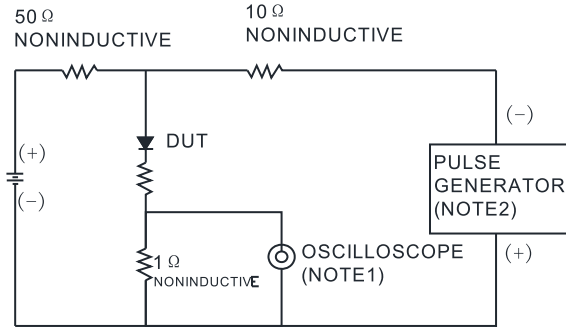 50 Ω
NONINDUCTIVE
10 Ω
NONINDUCTIVE
(−)
DUT
(+)
PULSE
GENERATOR
(NOTE2)
(−)
(+)
OSCILLOSCOPE
(NOTE1)
1 Ω
NONINDUCTIVE